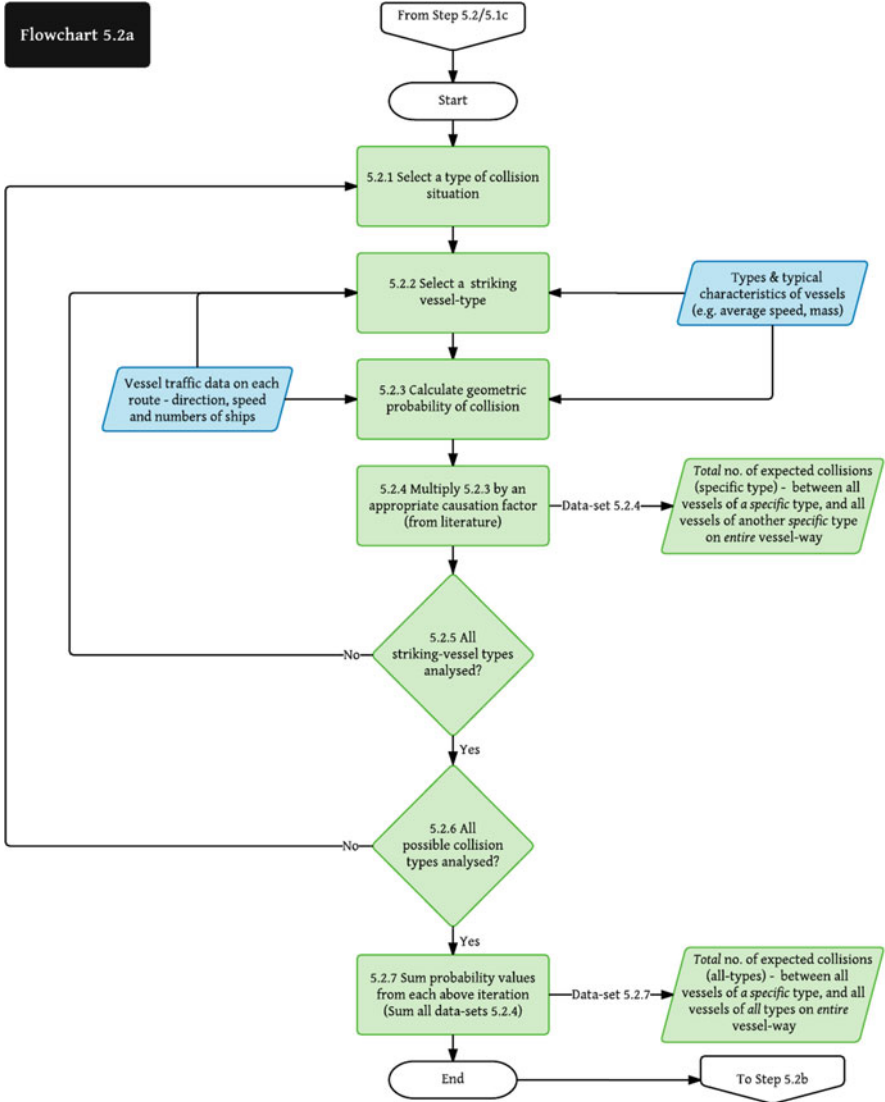 Flowchart 5.2a
From Step 5.2/5.1c
Start
5.2.1 Select a type of collision
situation
5.2.2 Select a striking
vessel-type
Types & typical
characteristics of vessels
(e.g. average speed, mass)
Vessel traffic data on each
route - direction, speed
and numbers of ships
5.2.3 Calculate geometric
probability of collision
5.2.4 Multiply 5.2.3 by an
appropriate causation factor
(from literature)
Data-set 5.2.4
Total no. of expected collisions
(specific type) - between all
vessels of a specific type, and all
vessels of another specific type
on entire vessel-way
5.2.5 All
striking-vessel types
analysed?
No
Yes
5.2.6 All
possible collision
types analysed?
No
Yes
5.2.7 Sum probability values
from each above iteration
(Sum all data-sets 5.2.4)
Data-set 5.2.7
Total no. of expected collisions
(all-types) - between all
vessels of a specific type, and all
vessels of all types on entire
vessel-way
End
To Step 5.2b